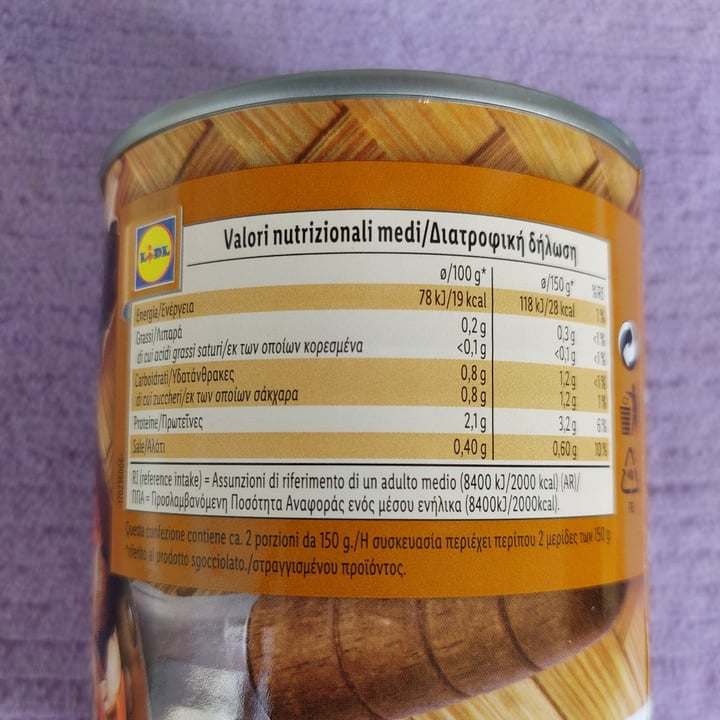 LIDL
Valori nutrizionali medi/Διατροφική δήλωση
ø/100 g* ø/150 g* %RI
Energia/Ενέργεια 78 kJ/19 kcal 118 kJ/28 kcal 1%
Grassi/Λιπαρά 0,2 g 0,3 g <1%
di cui acidi grassi saturi/εκ των οποίων κορεσμένα <0,1 g <0,1 g <1%
Carboidrati/Υδατάνθρακες 0,8 g 1,2 g <1%
di cui zuccheri/εκ των οποίων σάκχαρα 0,8 g 1,2 g 1%
Proteine/Πρωτεΐνες 2,1 g 3,2 g 6%
Sale/Αλάτι 0,40 g 0,60 g 10%
RI (reference intake) = Assunzioni di riferimento di un adulto medio (8400 kJ/2000 kcal) (AR)/
ΠΠΑ = Προσλαμβανόμενη Ποσότητα Αναφοράς ενός μέσου ενήλικα (8400kJ/2000kcal).
Questa confezione contiene ca. 2 porzioni da 150 g./Η συσκευασία περιέχει περίπου 2 μερίδες των 150 g.
*riferito al prodotto sgocciolato./στραγγισμένου προϊόντος.